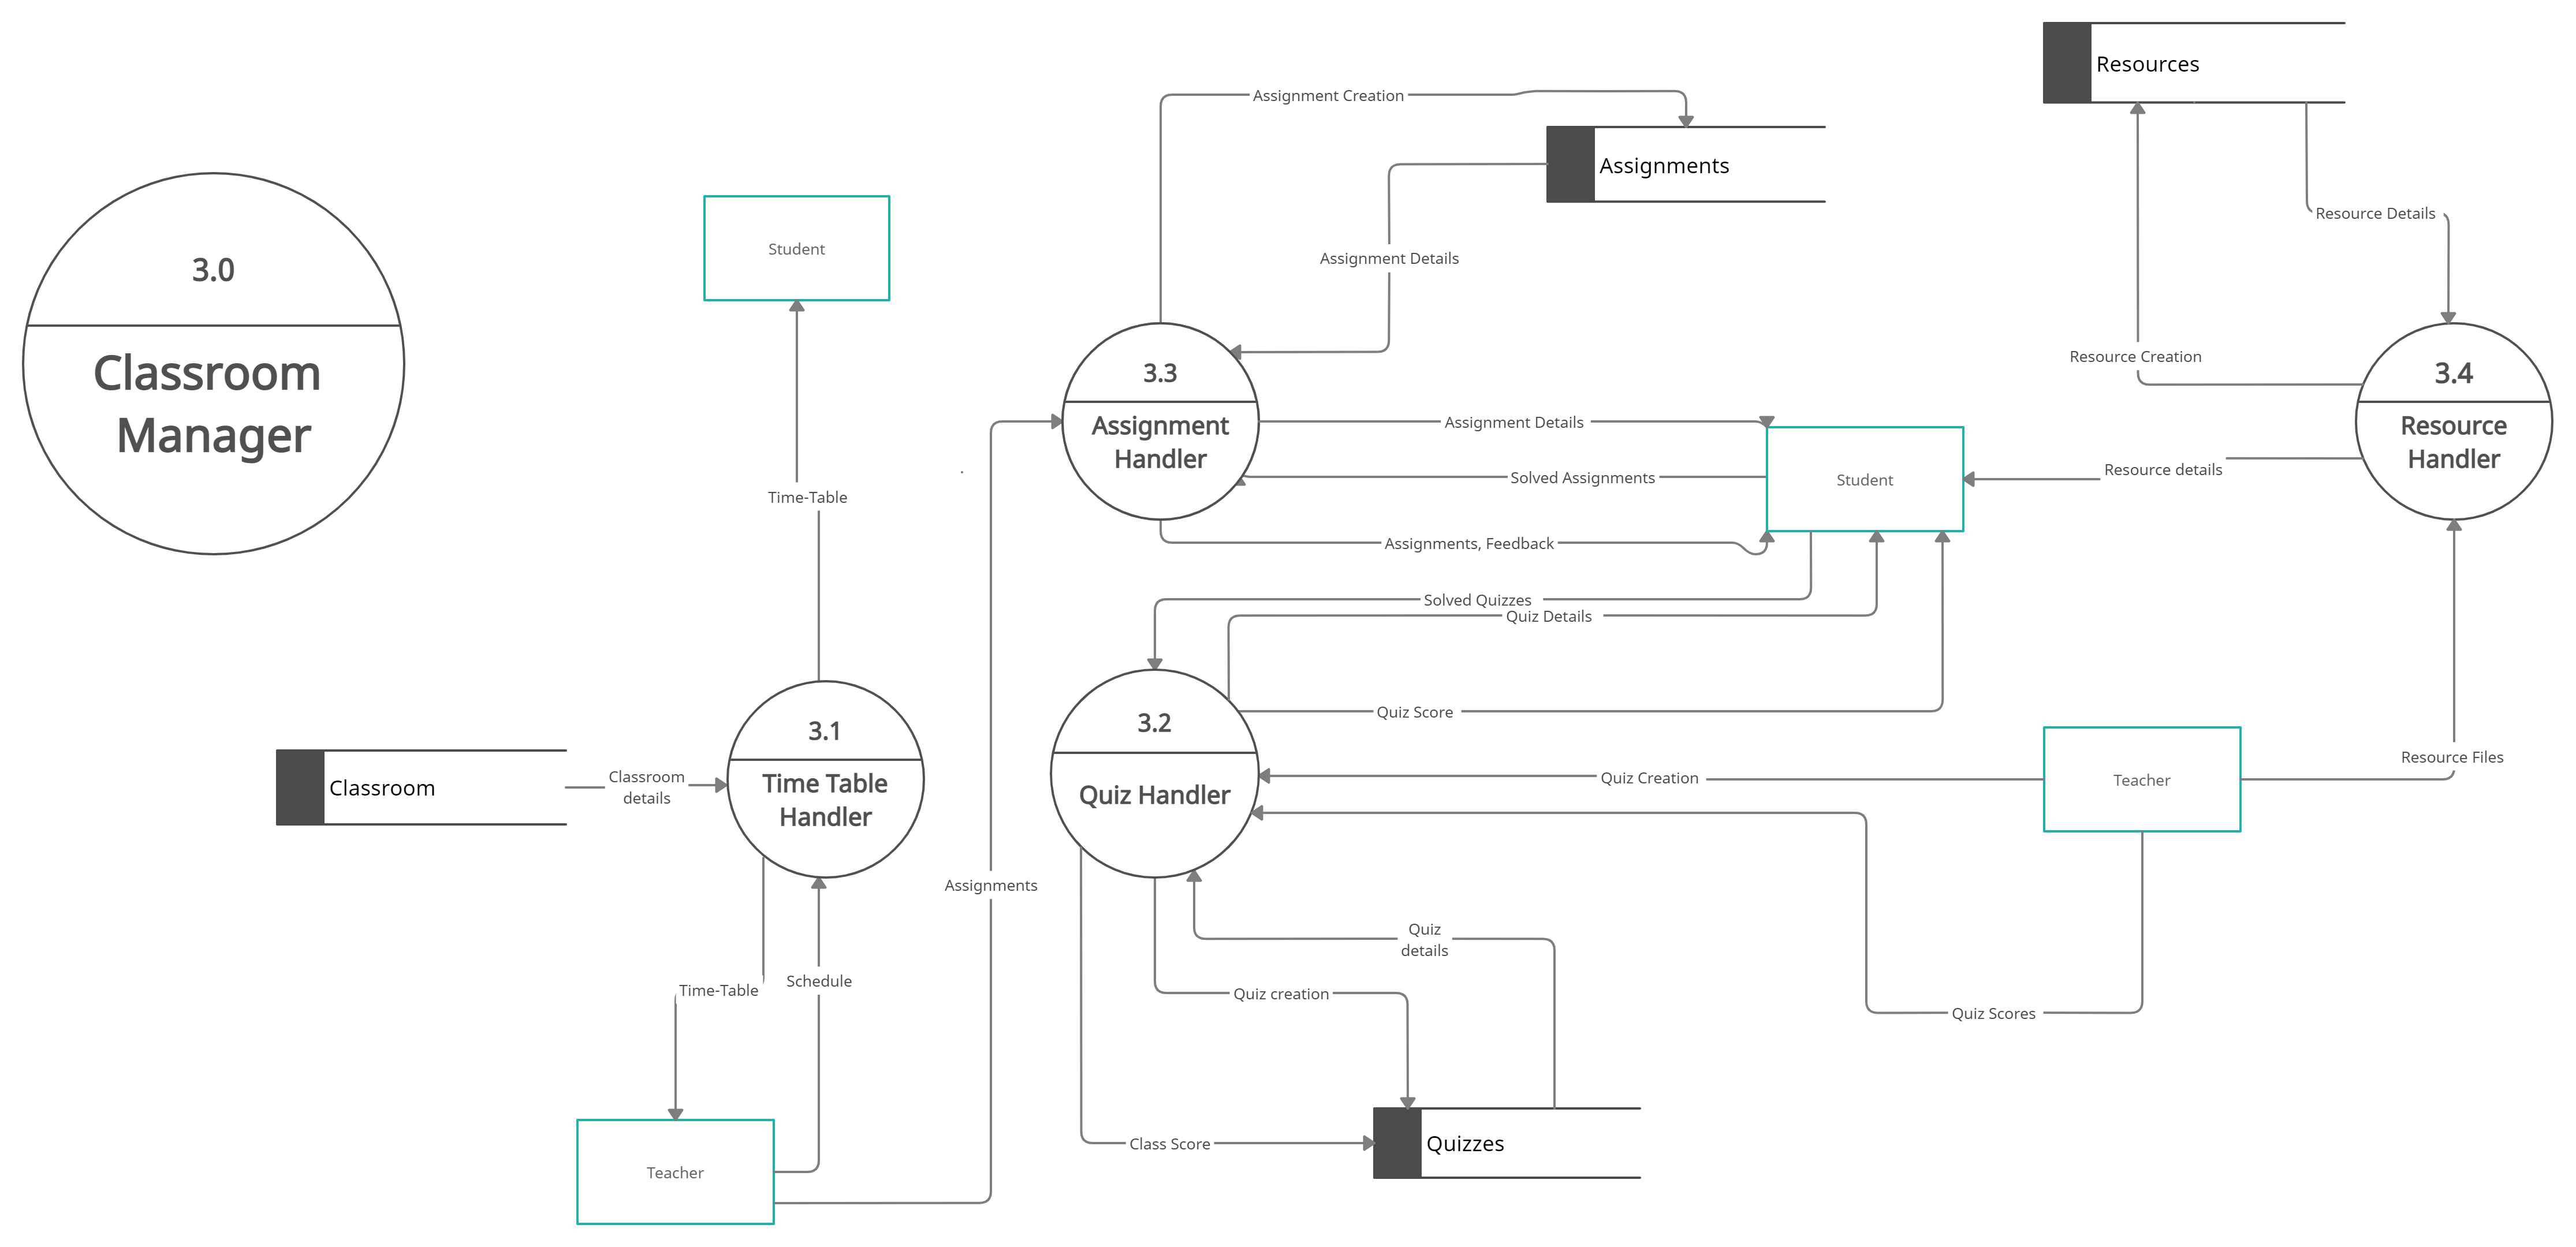 Resources
Assignment Creation
Assignments
Resource Details
Student
Assignment Details
3.0
Classroom
Manager
Resource Creation
3.3
Assignment
Handler
3.4
Resource
Handler
Assignment Details
Resource details
Solved Assignments
Student
Time-Table
Assignments, Feedback
Solved Quizzes
Quiz Details
Quiz Score
3.1
Time Table
Handler
3.2
Quiz Handler
Classroom
Classroom
details
Quiz Creation
Teacher
Resource Files
Assignments
Quiz
details
Time-Table
Schedule
Quiz creation
Quiz Scores
Class Score
Quizzes
Teacher